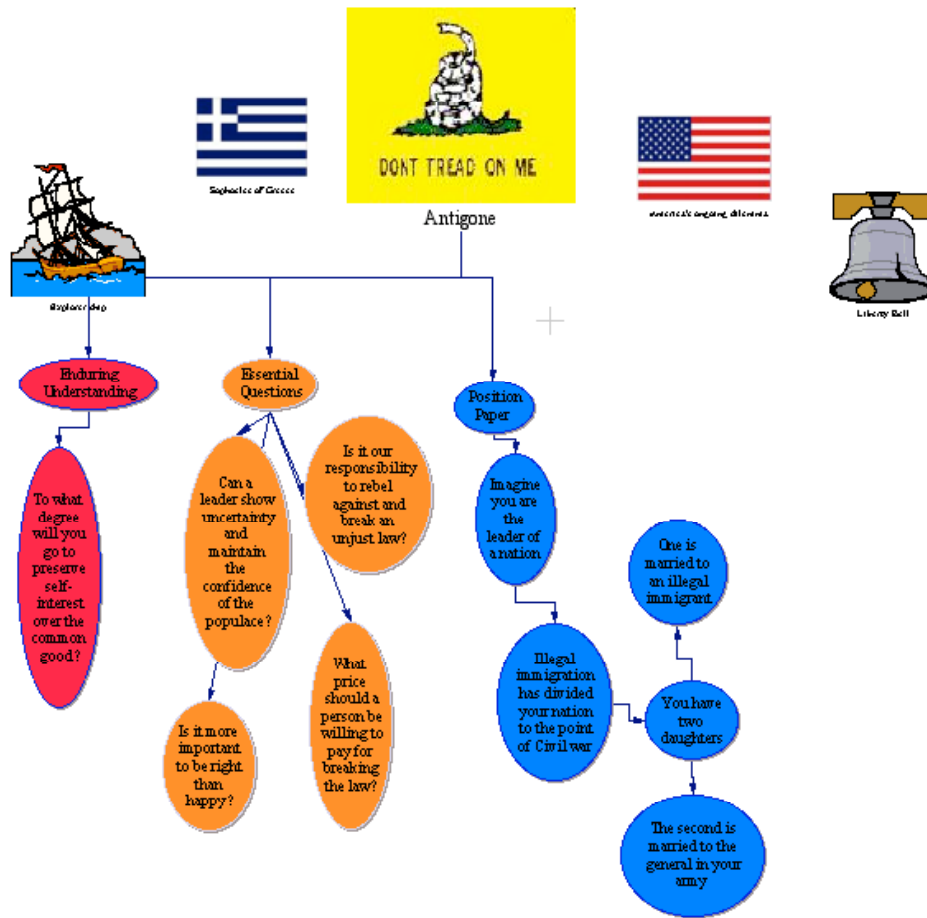 DONT TREAD ON ME
Sophocles of Greece
Antigone
America's ongoing dilemma
Explorer ship
Liberty Bell
Enduring
Understanding
Essential
Questions
Position
Paper
To what
degree
will you
go to
preserve
self-
interest
over the
common
good?
Can a
leader show
uncertainty
and
maintain
the
confidence
of the
populace?
Is it our
responsibility
to rebel
against and
break an
unjust law?
Is it more
important
to be right
than
happy?
What
price
should a
person be
willing to
pay for
breaking
the law?
Imagine
you are
the
leader of
a nation
Illegal
immigration
has divided
your nation
to the point
of Civil war
You have
two
daughters
One is
married to
an illegal
immigrant
The second is
married to the
general in your
army